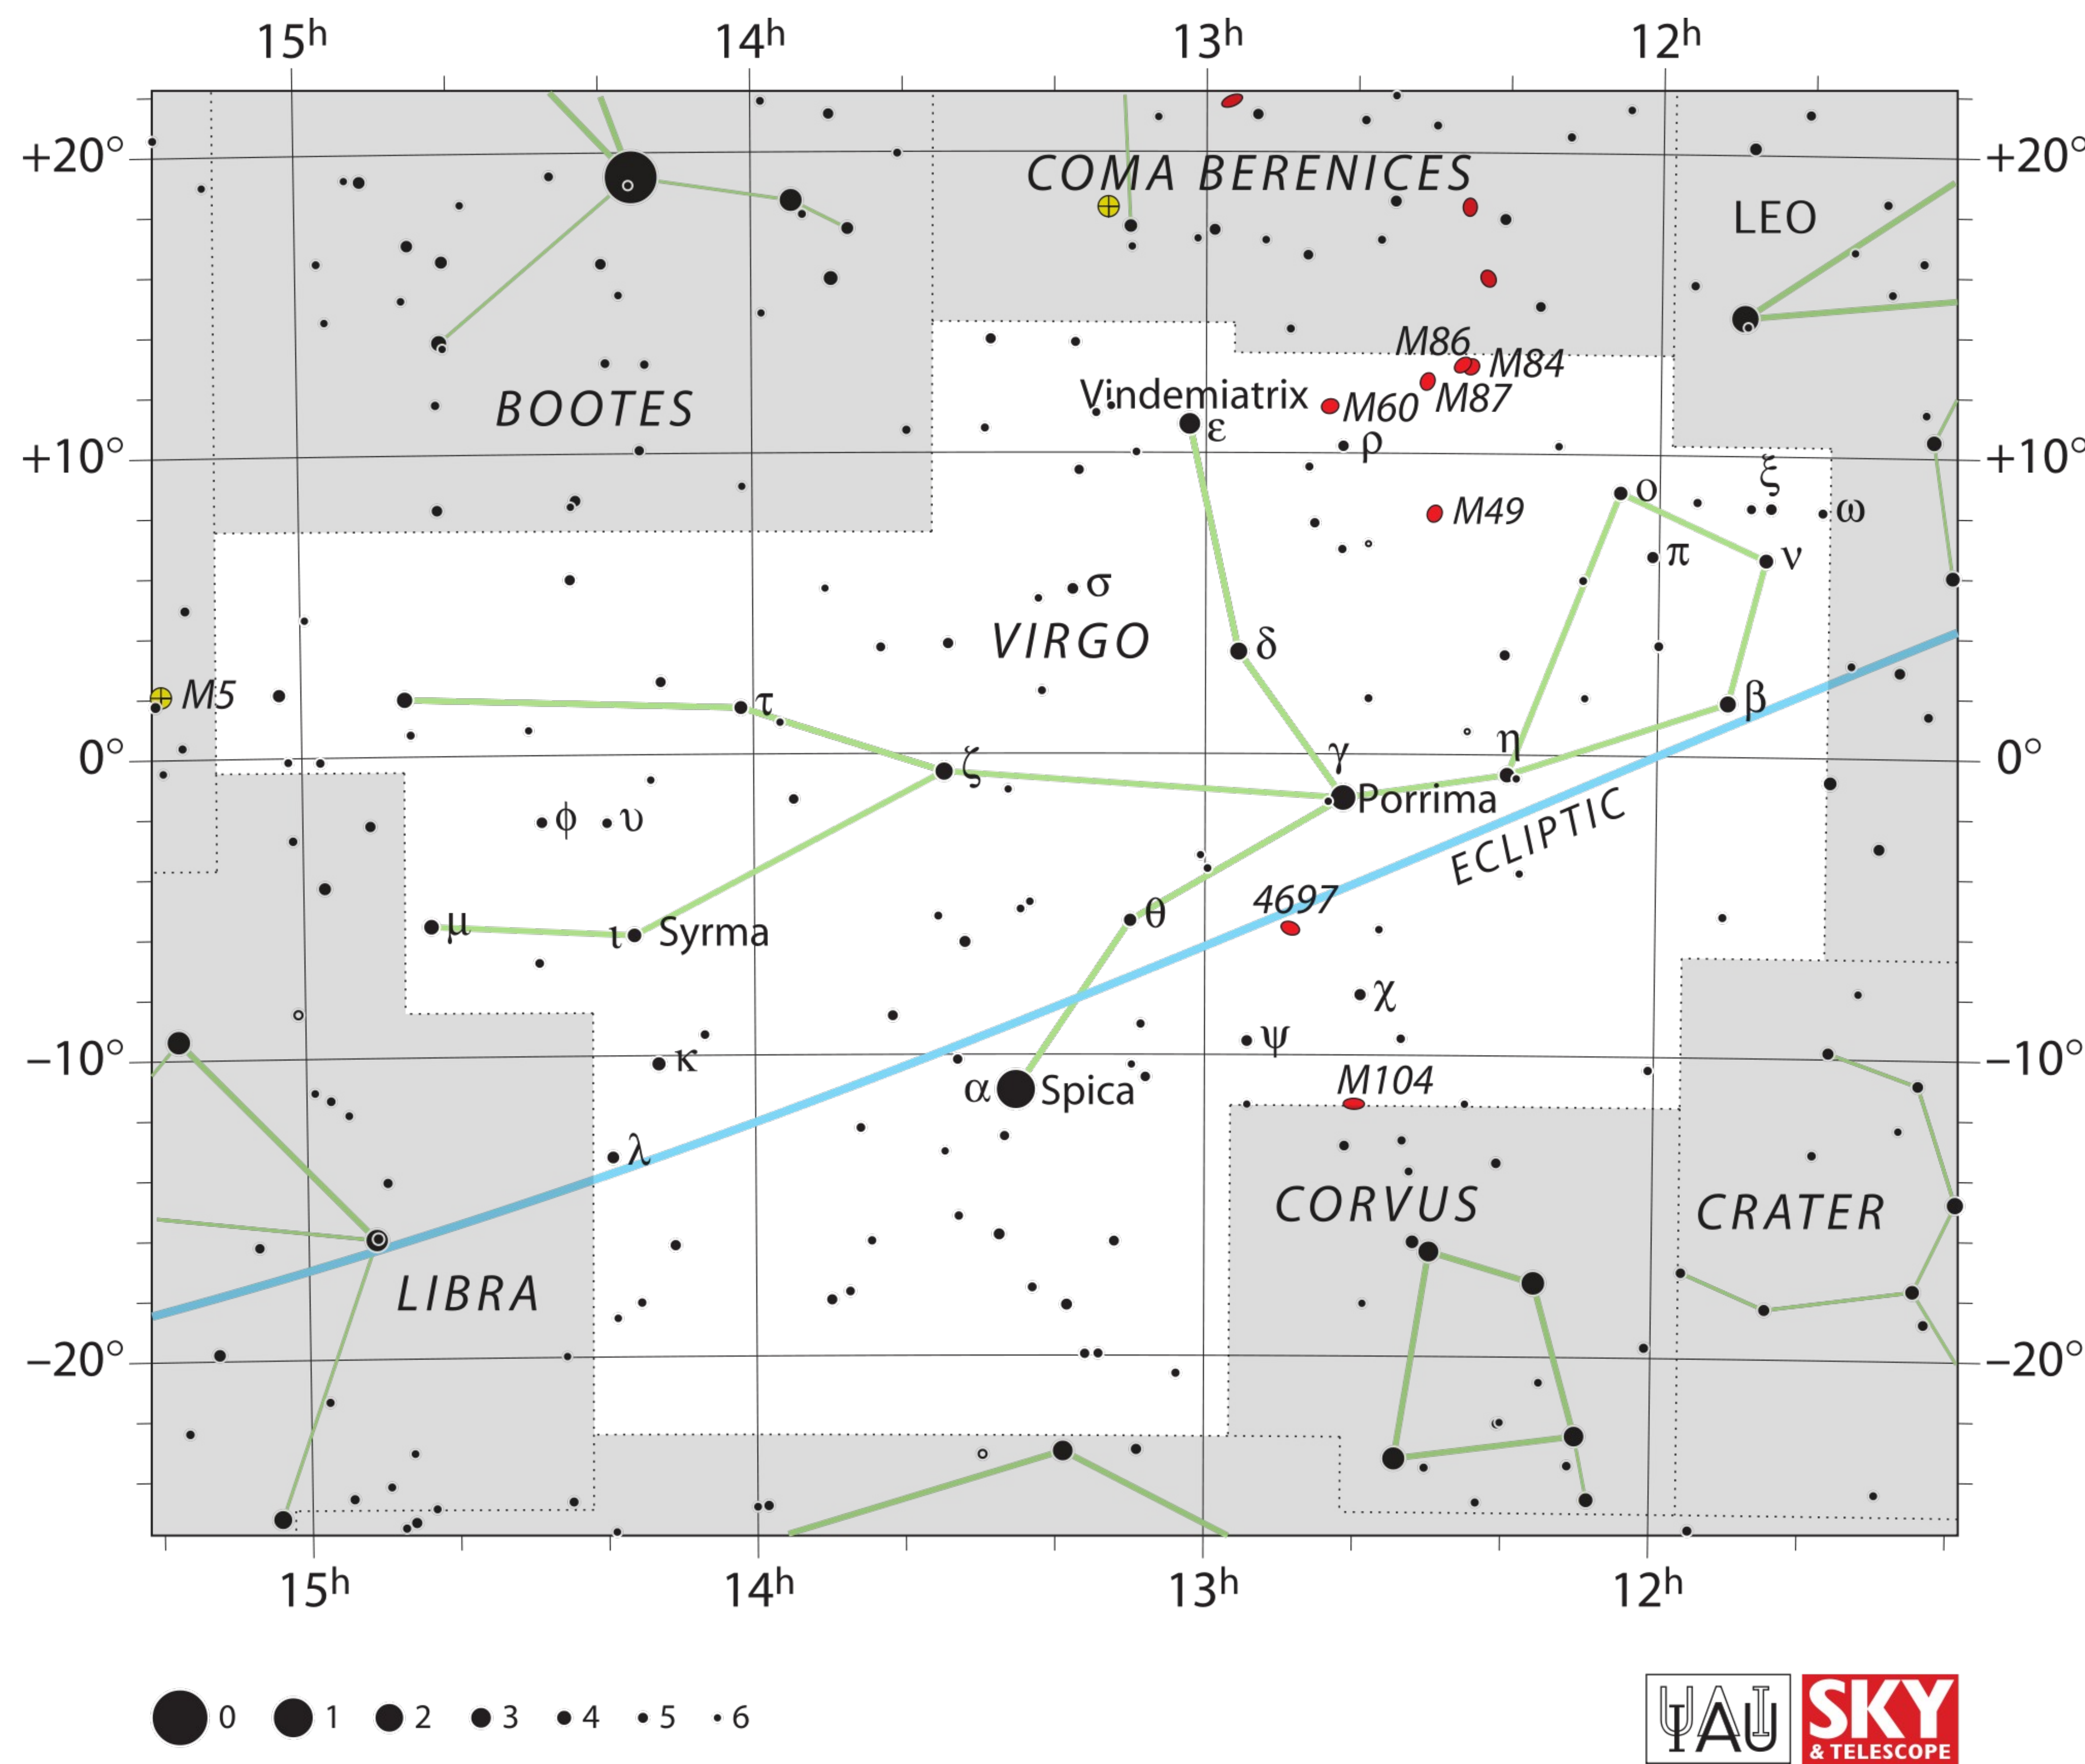 15h 14h 13h 12h
+20° +20°
COMA BERENICES
LEO
M86
M84
Vindemiatrix
M87
BOOTES
M60
ε
ρ
+10° +10°
ξ
ο
M49
ω
π
ν
σ
VIRGO
δ
M5
τ
β
0° 0°
η
γ
ζ
Porrima
φ υ
ECLIPTIC
4697
θ
μ
ι Syrma
χ
ψ
−10° −10°
κ
M104
α Spica
λ
CORVUS
CRATER
LIBRA
−20° −20°
15h 14h 13h 12h
0 1 2 3 4 5 6
IAU
SKY
& TELESCOPE